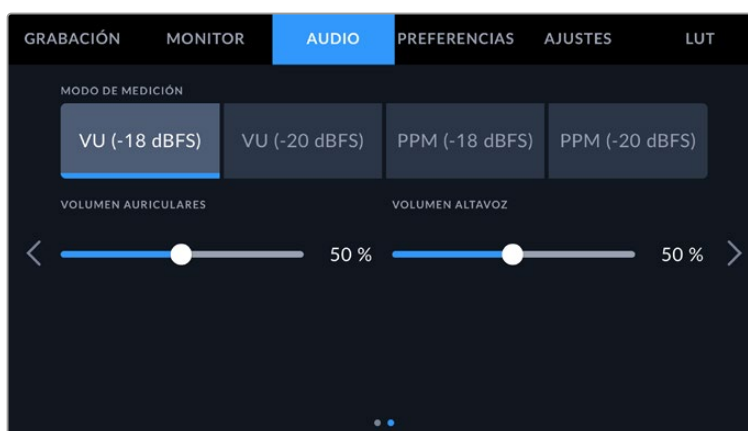 GRABACIÓN MONITOR AUDIO PREFERENCIAS AJUSTES LUT
MODO DE MEDICIÓN
VU (-18 dBFS) VU (-20 dBFS) PPM (-18 dBFS) PPM (-20 dBFS)
VOLUMEN AURICULARES VOLUMEN ALTAVOZ
50 % 50 %